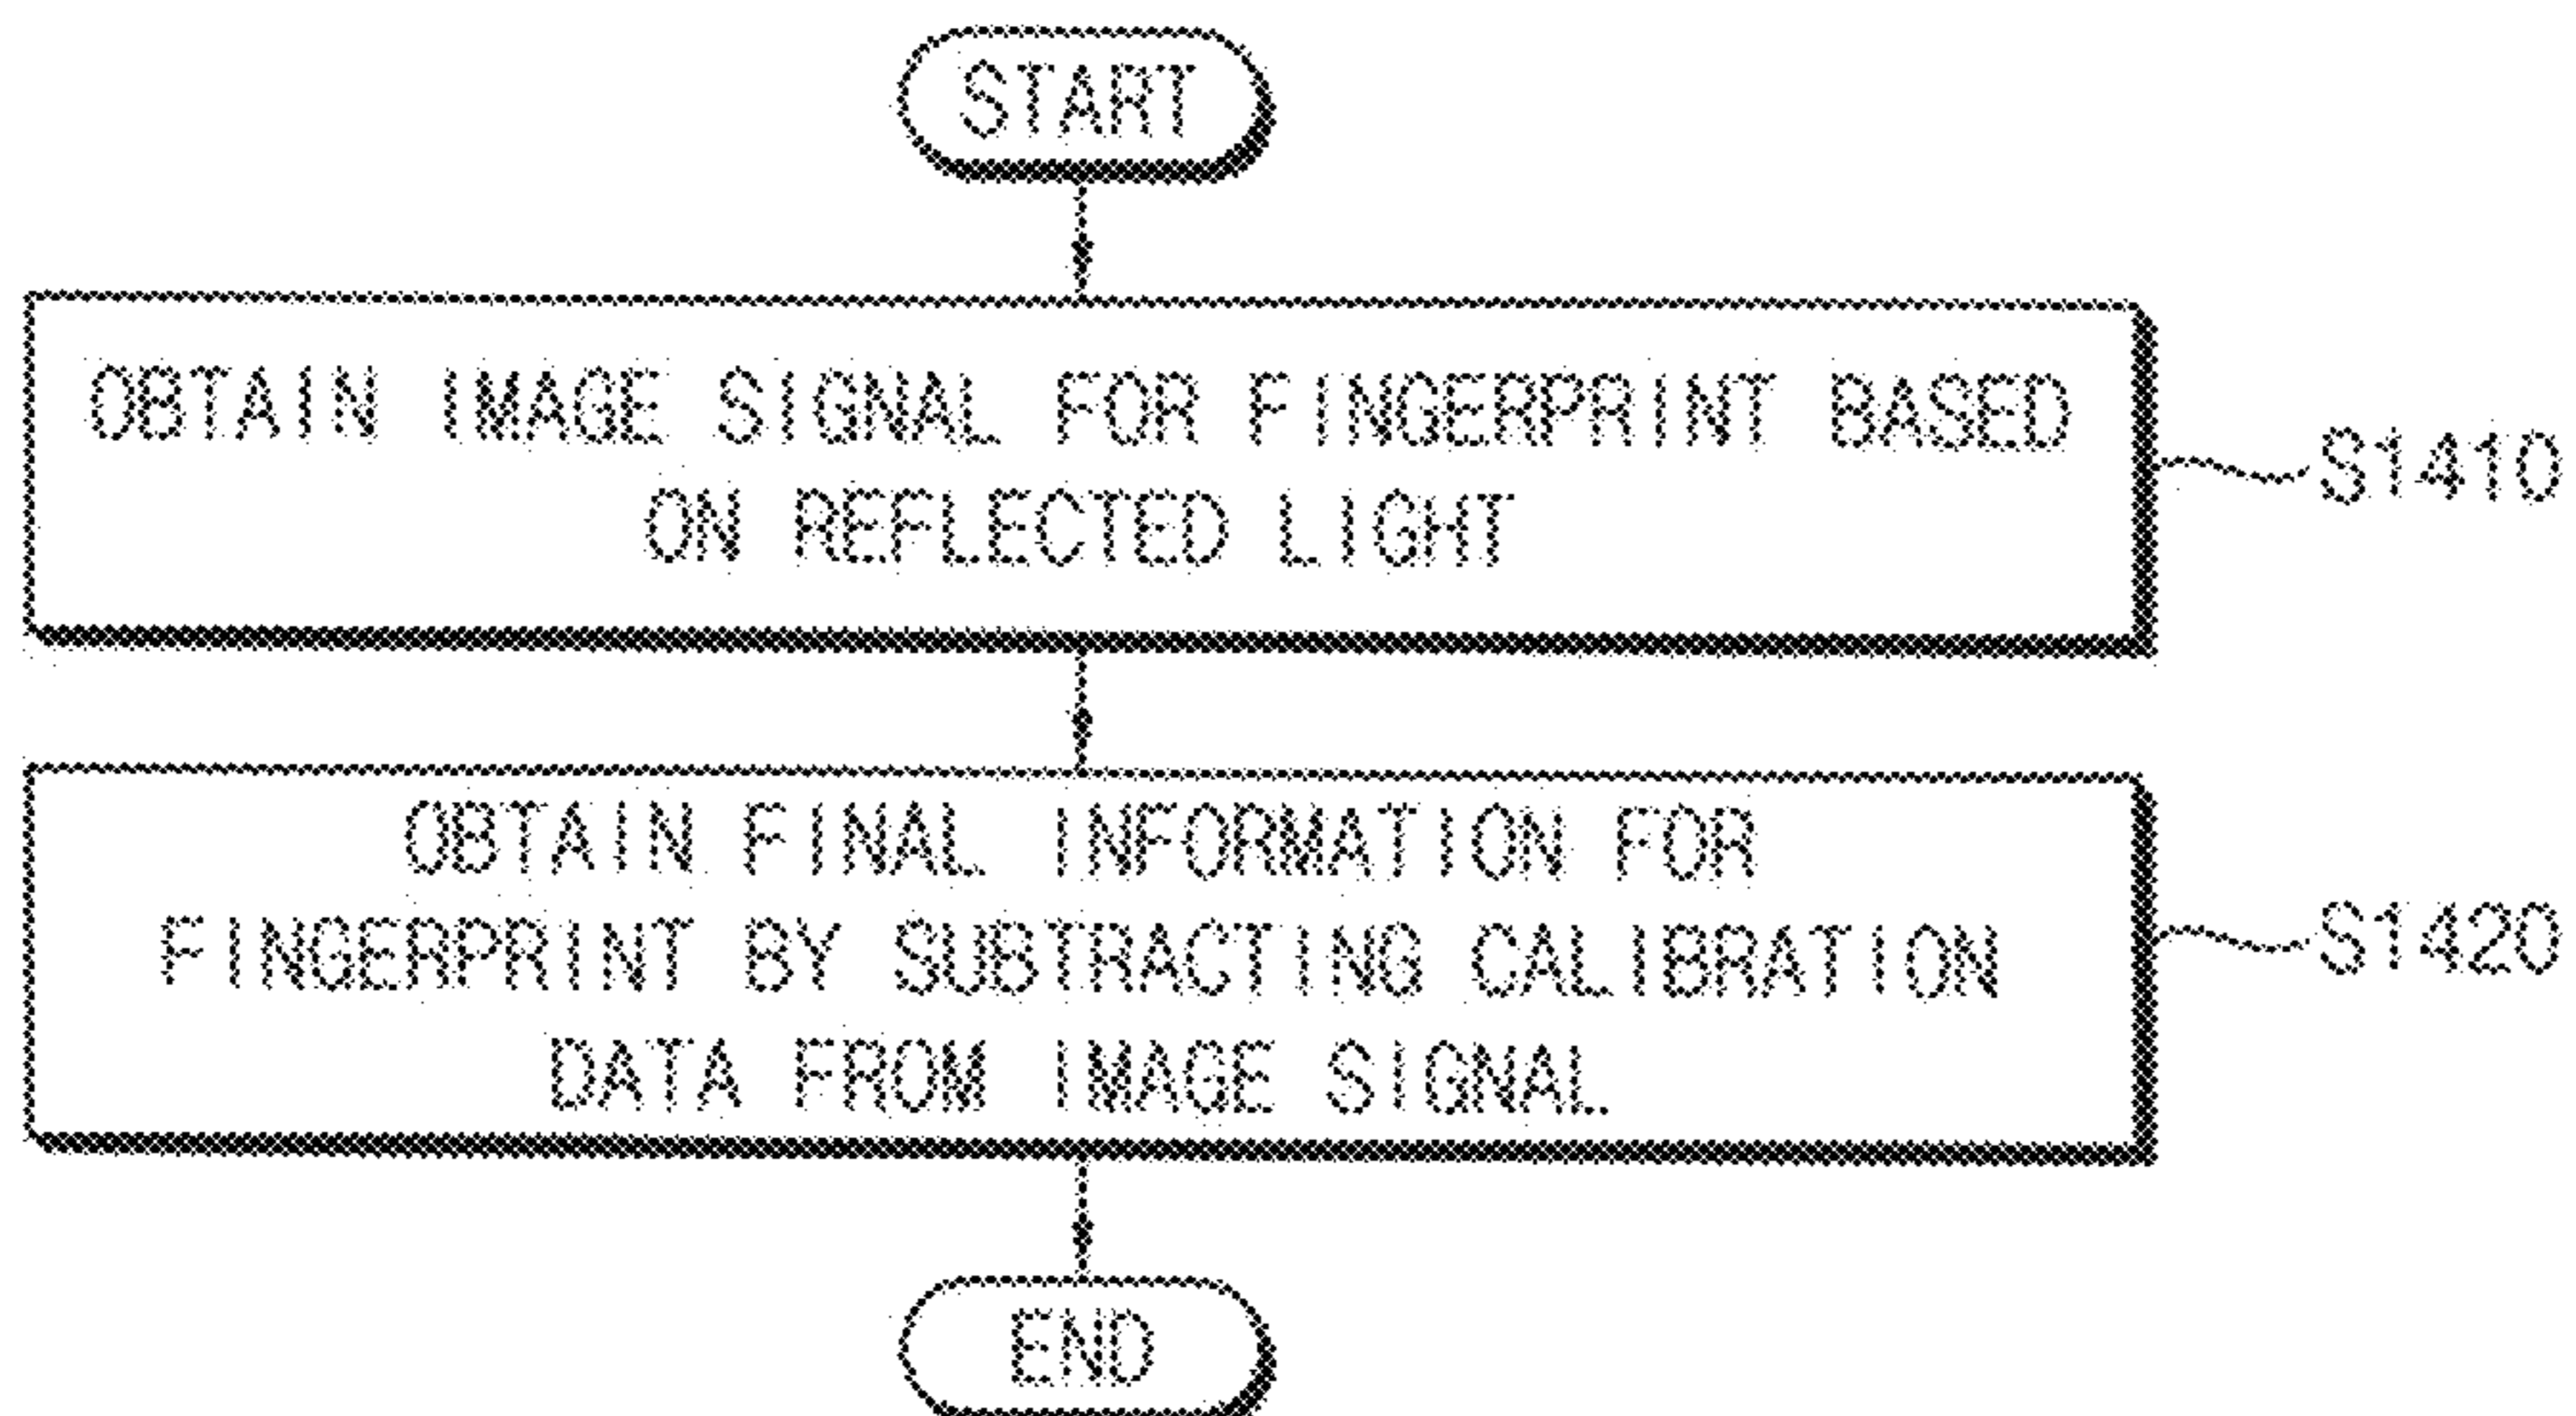 START
OBTAIN IMAGE SIGNAL FOR FINGERPRINT BASED
ON REFLECTED LIGHT
S1410
OBTAIN FINAL INFORMATION FOR
FINGERPRINT BY SUBTRACTING CALIBRATION
DATA FROM IMAGE SIGNAL
S1420
END